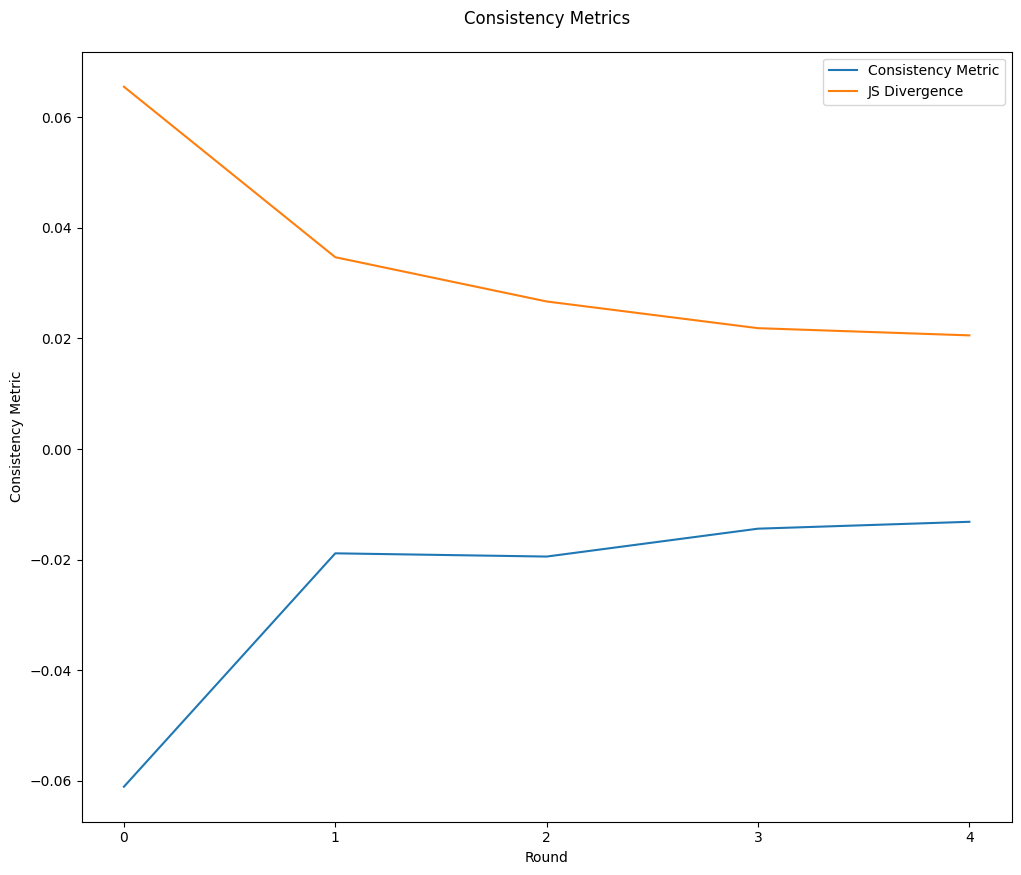 Consistency Metrics
Consistency Metric
JS Divergence
0.06
0.04
0.02
0.00
−0.02
−0.04
−0.06
Consistency Metric
0 1 2 3 4
Round